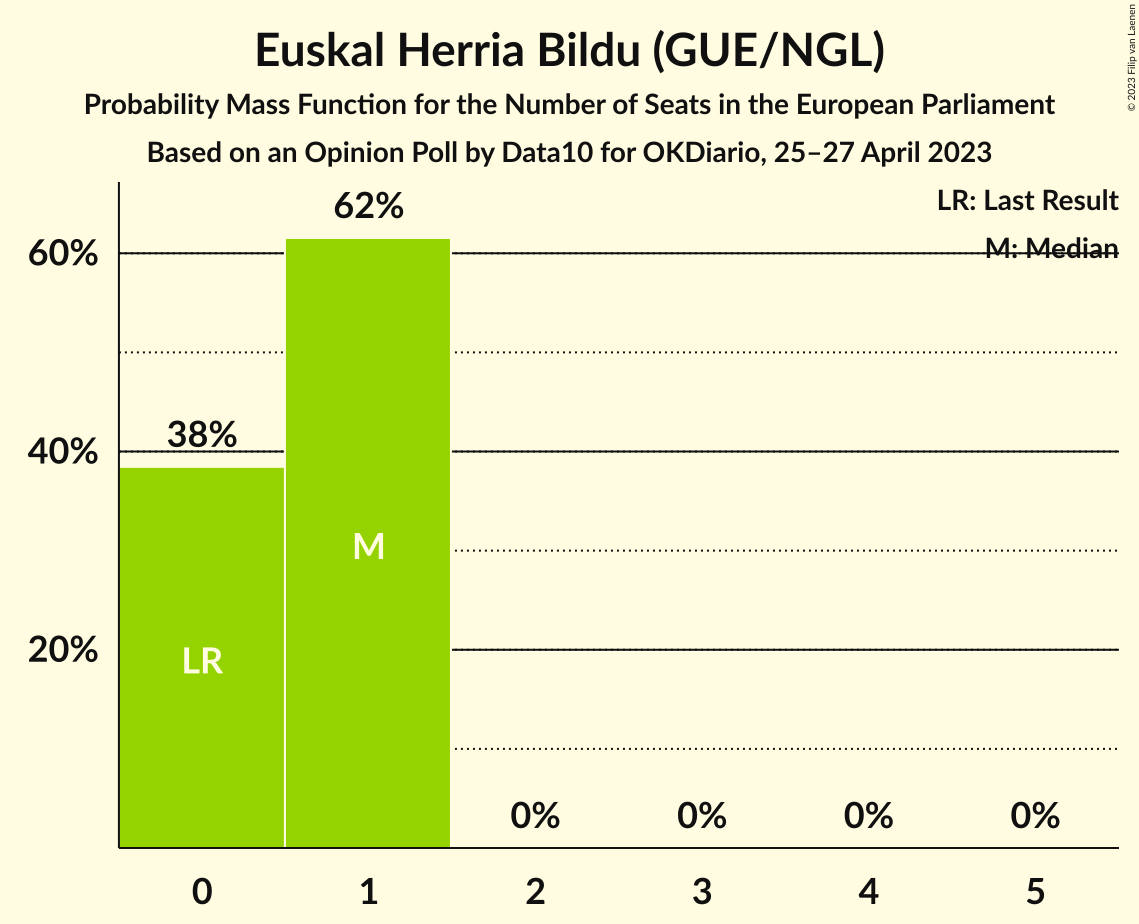 Euskal Herria Bildu (GUE/NGL)
Probability Mass Function for the Number of Seats in the European Parliament
Based on an Opinion Poll by Data10 for OKDiario, 25–27 April 2023
© 2023 Filip van Laenen
LR: Last Result
M: Median
62%
60%
38%
40%
M
20%
LR
0% 0% 0% 0%
0 1 2 3 4 5